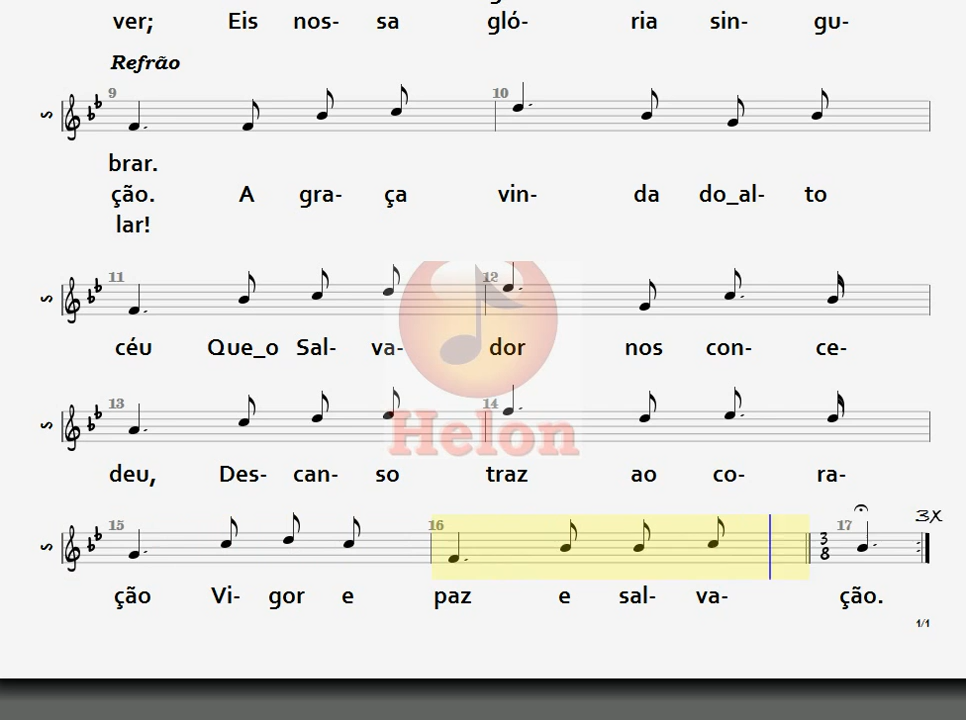 ver; Eis nos- sa gló- ria sin- gu-
Refrão
9 10
S
brar.
ção. A gra- ça vin- da do_al- to
lar!
11 12
S
céu Que_o Sal- va- dor nos con- ce-
13 14
S
deu, Des- can- so traz ao co- ra-
Helon
15 16 17 3X
S 3 8
ção Vi- gor e paz e sal- va- ção.
1/1